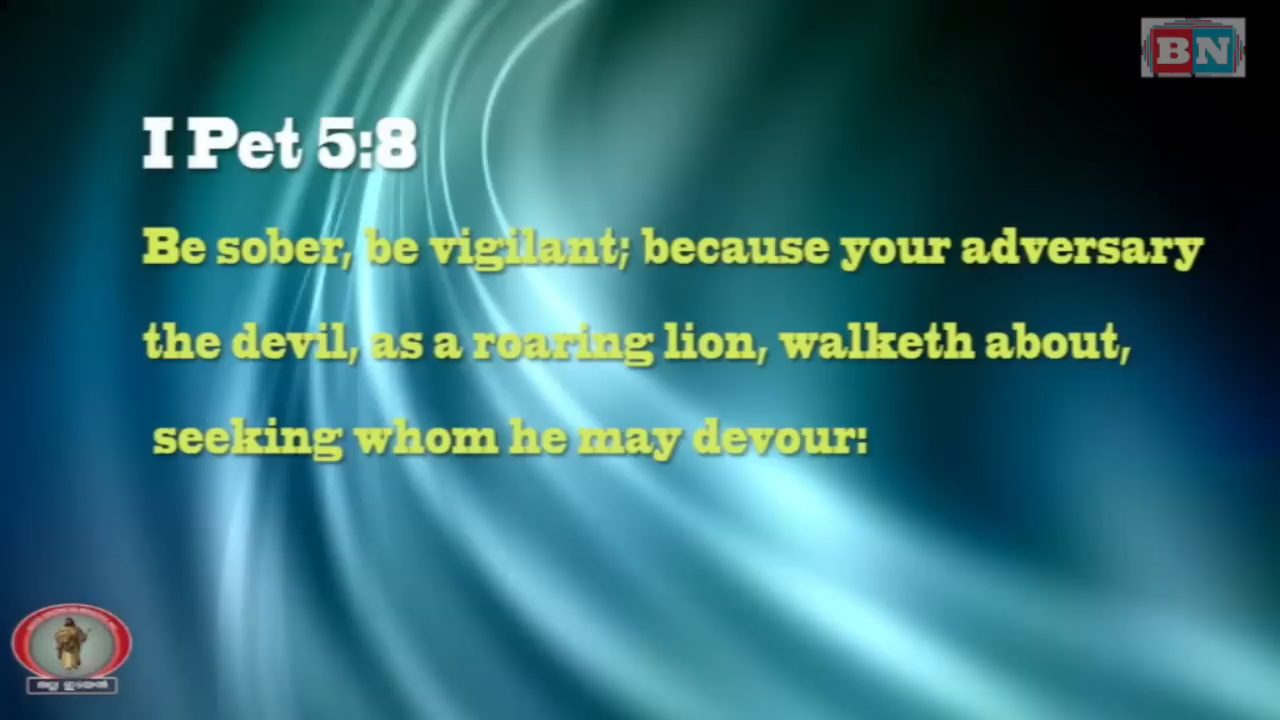 BN
I Pet 5:8
Be sober, be vigilant; because your adversary
the devil, as a roaring lion, walketh about,
seeking whom he may devour: